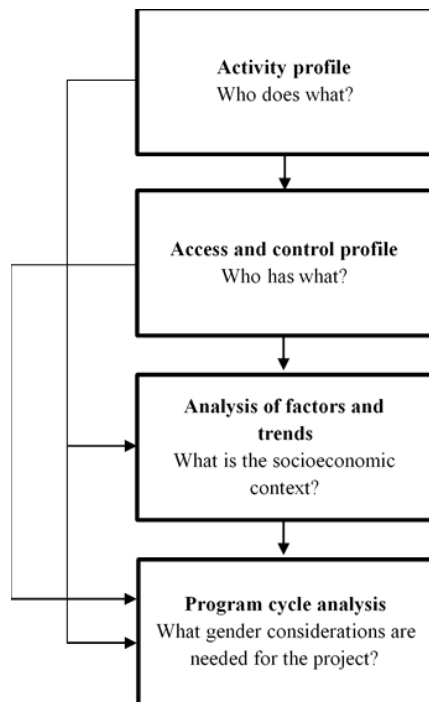 Activity profile
Who does what?
Access and control profile
Who has what?
Analysis of factors and
trends
What is the socioeconomic
context?
Program cycle analysis
What gender considerations are
needed for the project?